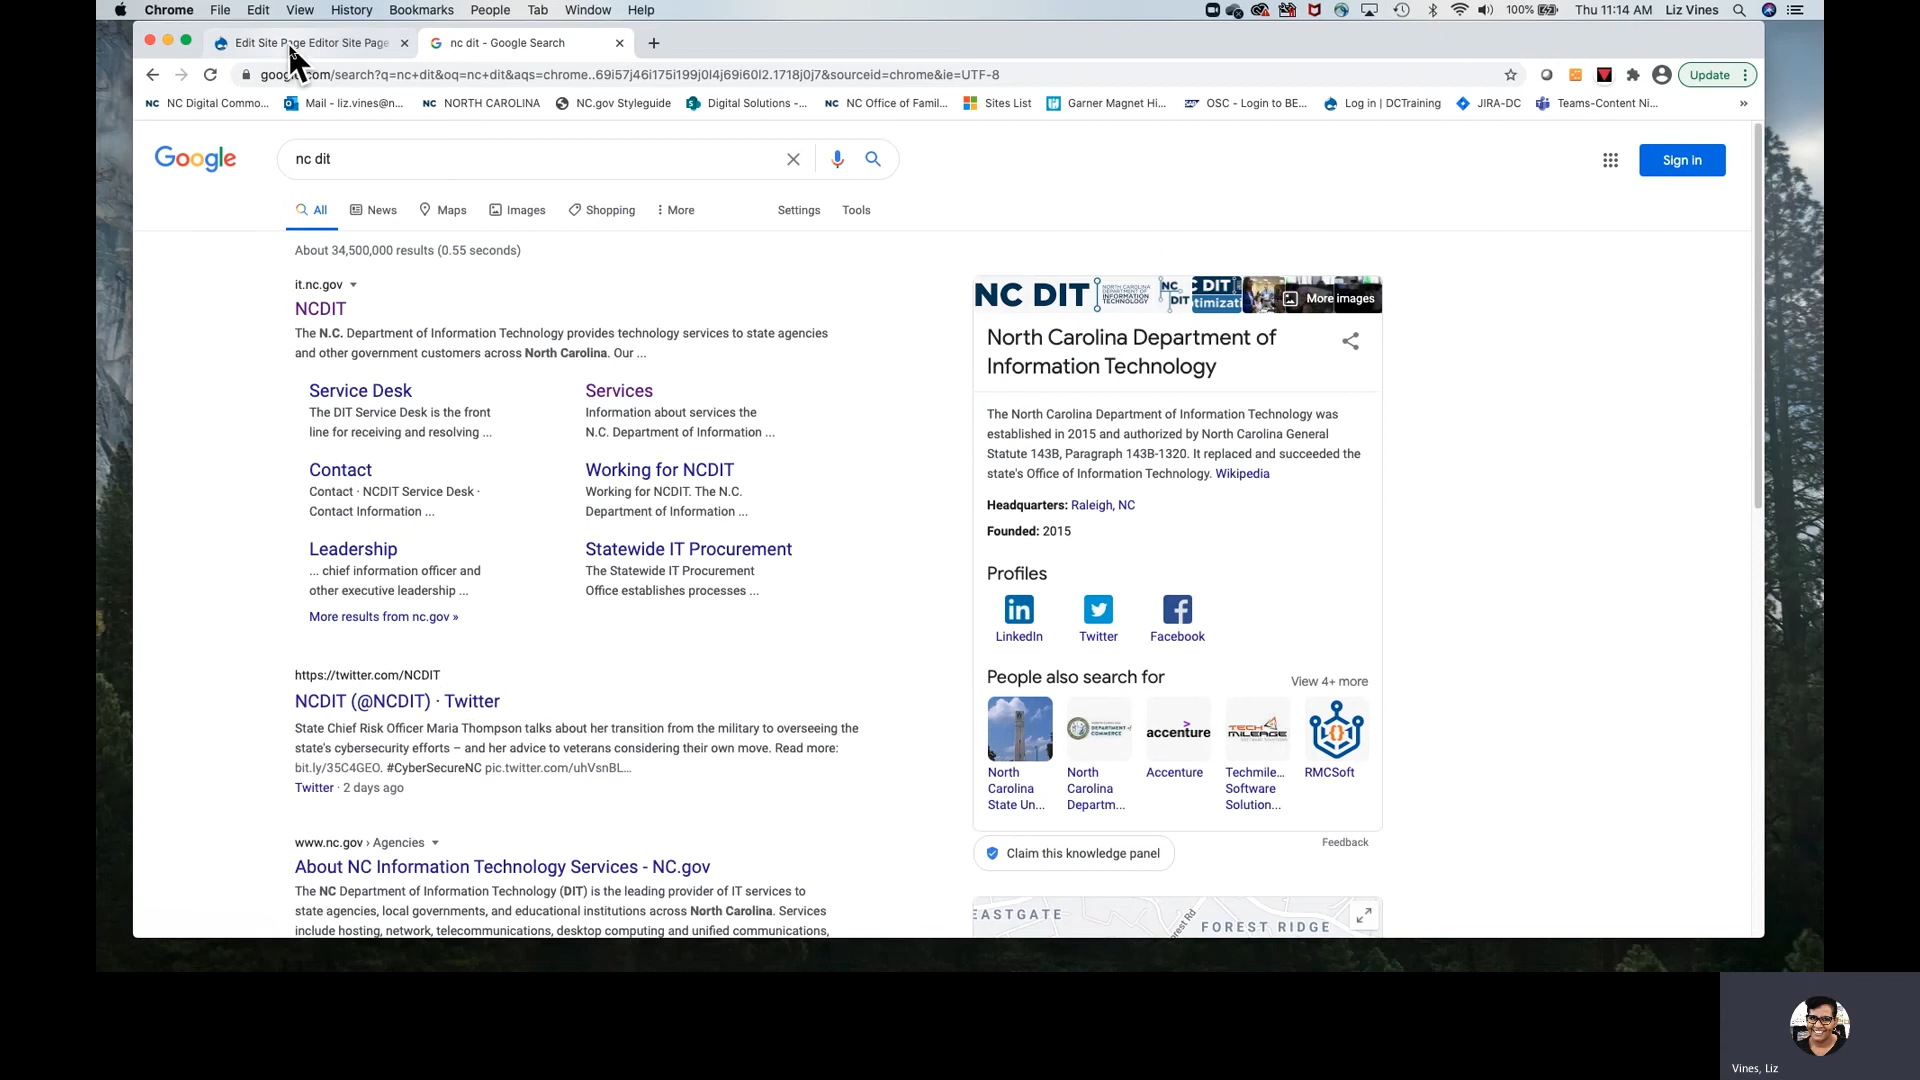 Chrome File Edit View History Bookmarks People Tab Window Help 100% Thu 11:14 AM Liz Vines
Edit Site Page Editor Site Page nc dit - Google Search
google.com/search?q=nc+dit&oq=nc+dit&aqs=chrome..69i57j46i175i199j0l4j69i60l2.1718j0j7&sourceid=chrome&ie=UTF-8 Update
NC Digital Commo... Mail - liz.vines@n... NORTH CAROLINA NC.gov Styleguide Digital Solutions -... NC Office of Famil... Sites List Garner Magnet Hi... OSC - Login to BE... Log in | DCTraining JIRA-DC Teams-Content Ni... »
Google nc dit Sign in
All News Maps Images Shopping More Settings Tools
About 34,500,000 results (0.55 seconds)
it.nc.gov
NCDIT
The N.C. Department of Information Technology provides technology services to state agencies
and other government customers across North Carolina. Our ...
Service Desk
The DIT Service Desk is the front
line for receiving and resolving ...
Services
Information about services the
N.C. Department of Information ...
Contact
Contact · NCDIT Service Desk ·
Contact Information ...
Working for NCDIT
Working for NCDIT. The N.C.
Department of Information ...
Leadership
... chief information officer and
other executive leadership ...
Statewide IT Procurement
The Statewide IT Procurement
Office establishes processes ...
More results from nc.gov »
https://twitter.com/NCDIT
NCDIT (@NCDIT) · Twitter
State Chief Risk Officer Maria Thompson talks about her transition from the military to overseeing the
state's cybersecurity efforts – and her advice to veterans considering their own move. Read more:
bit.ly/35C4GEO. #CyberSecureNC pic.twitter.com/uhVsnBL...
Twitter · 2 days ago
www.nc.gov › Agencies
About NC Information Technology Services - NC.gov
The NC Department of Information Technology (DIT) is the leading provider of IT services to
state agencies, local governments, and educational institutions across North Carolina. Services
include hosting, network, telecommunications, desktop computing and unified communications,
NC DIT NORTH CAROLINA DEPARTMENT OF INFORMATION TECHNOLOGY NC DIT More images
North Carolina Department of
Information Technology
The North Carolina Department of Information Technology was
established in 2015 and authorized by North Carolina General
Statute 143B, Paragraph 143B-1320. It replaced and succeeded the
state's Office of Information Technology. Wikipedia
Headquarters: Raleigh, NC
Founded: 2015
Profiles
LinkedIn Twitter Facebook
People also search for View 4+ more
accenture
North
Carolina
State Un...
North
Carolina
Departm...
Accenture
Techmile...
Software
Solution...
RMCSoft
Feedback
Claim this knowledge panel
EASTGATE
FOREST RIDGE
Vines, Liz